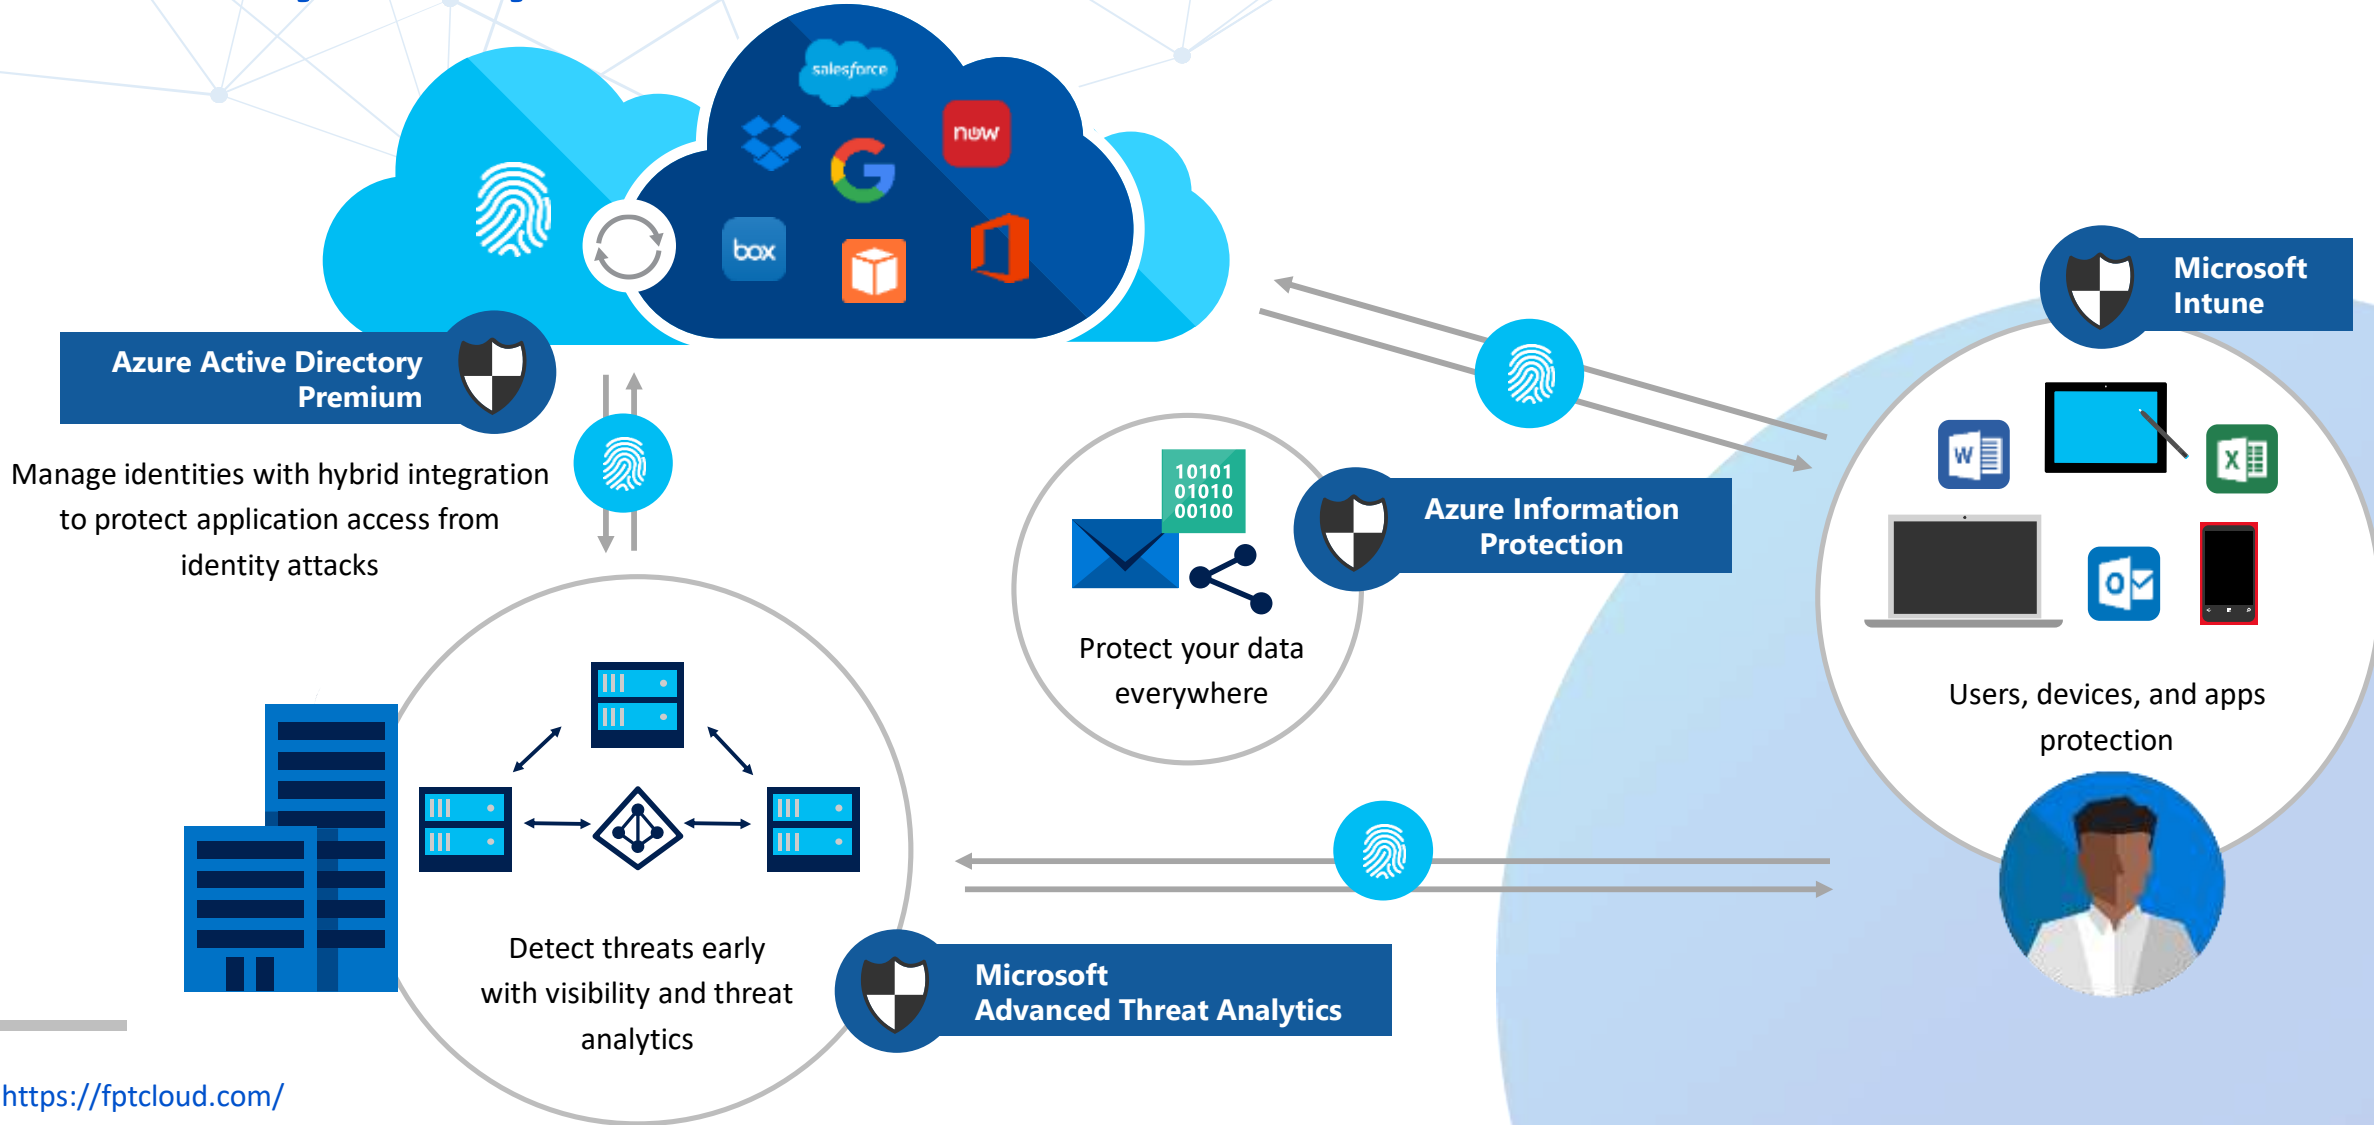 salesforce
now
box
Azure Active Directory
Premium
Manage identities with hybrid integration
to protect application access from
identity attacks
Microsoft
Intune
W
X
O
Users, devices, and apps
protection
10101
01010
00100
Azure Information
Protection
Protect your data
everywhere
Detect threats early
with visibility and threat
analytics
Microsoft
Advanced Threat Analytics
https://fptcloud.com/